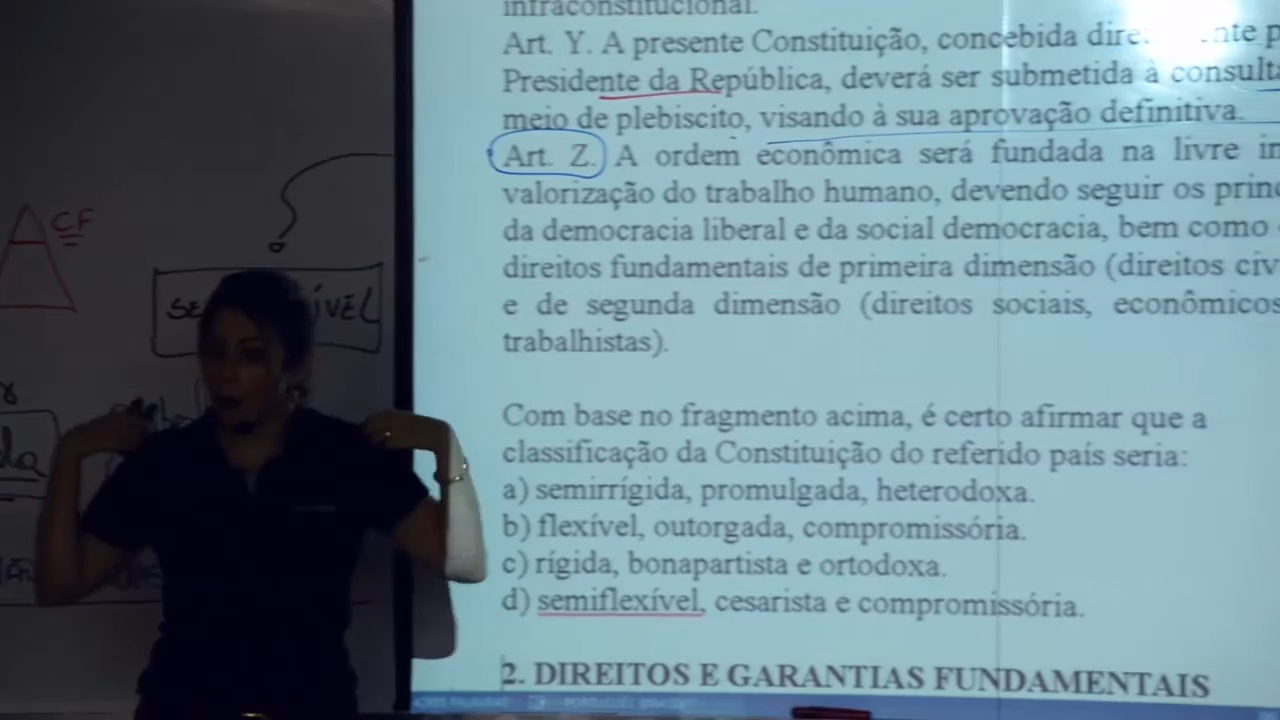 infraconstitucional.
Art. Y. A presente Constituição, concebida
Presidente da República, deverá ser submetida à consulta
meio de plebiscito, visando à sua aprovação definitiva.
Art. Z. A ordem econômica será fundada na livre in
valorização do trabalho humano, devendo seguir os prin
da democracia liberal e da social democracia, bem como
direitos fundamentais de primeira dimensão (direitos civ
e de segunda dimensão (direitos sociais, econômicos
trabalhistas).
Com base no fragmento acima, é certo afirmar que a
classificação da Constituição do referido país seria:
a) semirrígida, promulgada, heterodoxa.
b) flexível, outorgada, compromissória.
c) rígida, bonapartista e ortodoxa.
d) semiflexível, cesarista e compromissória.
2. DIREITOS E GARANTIAS FUNDAMENTAIS
CF